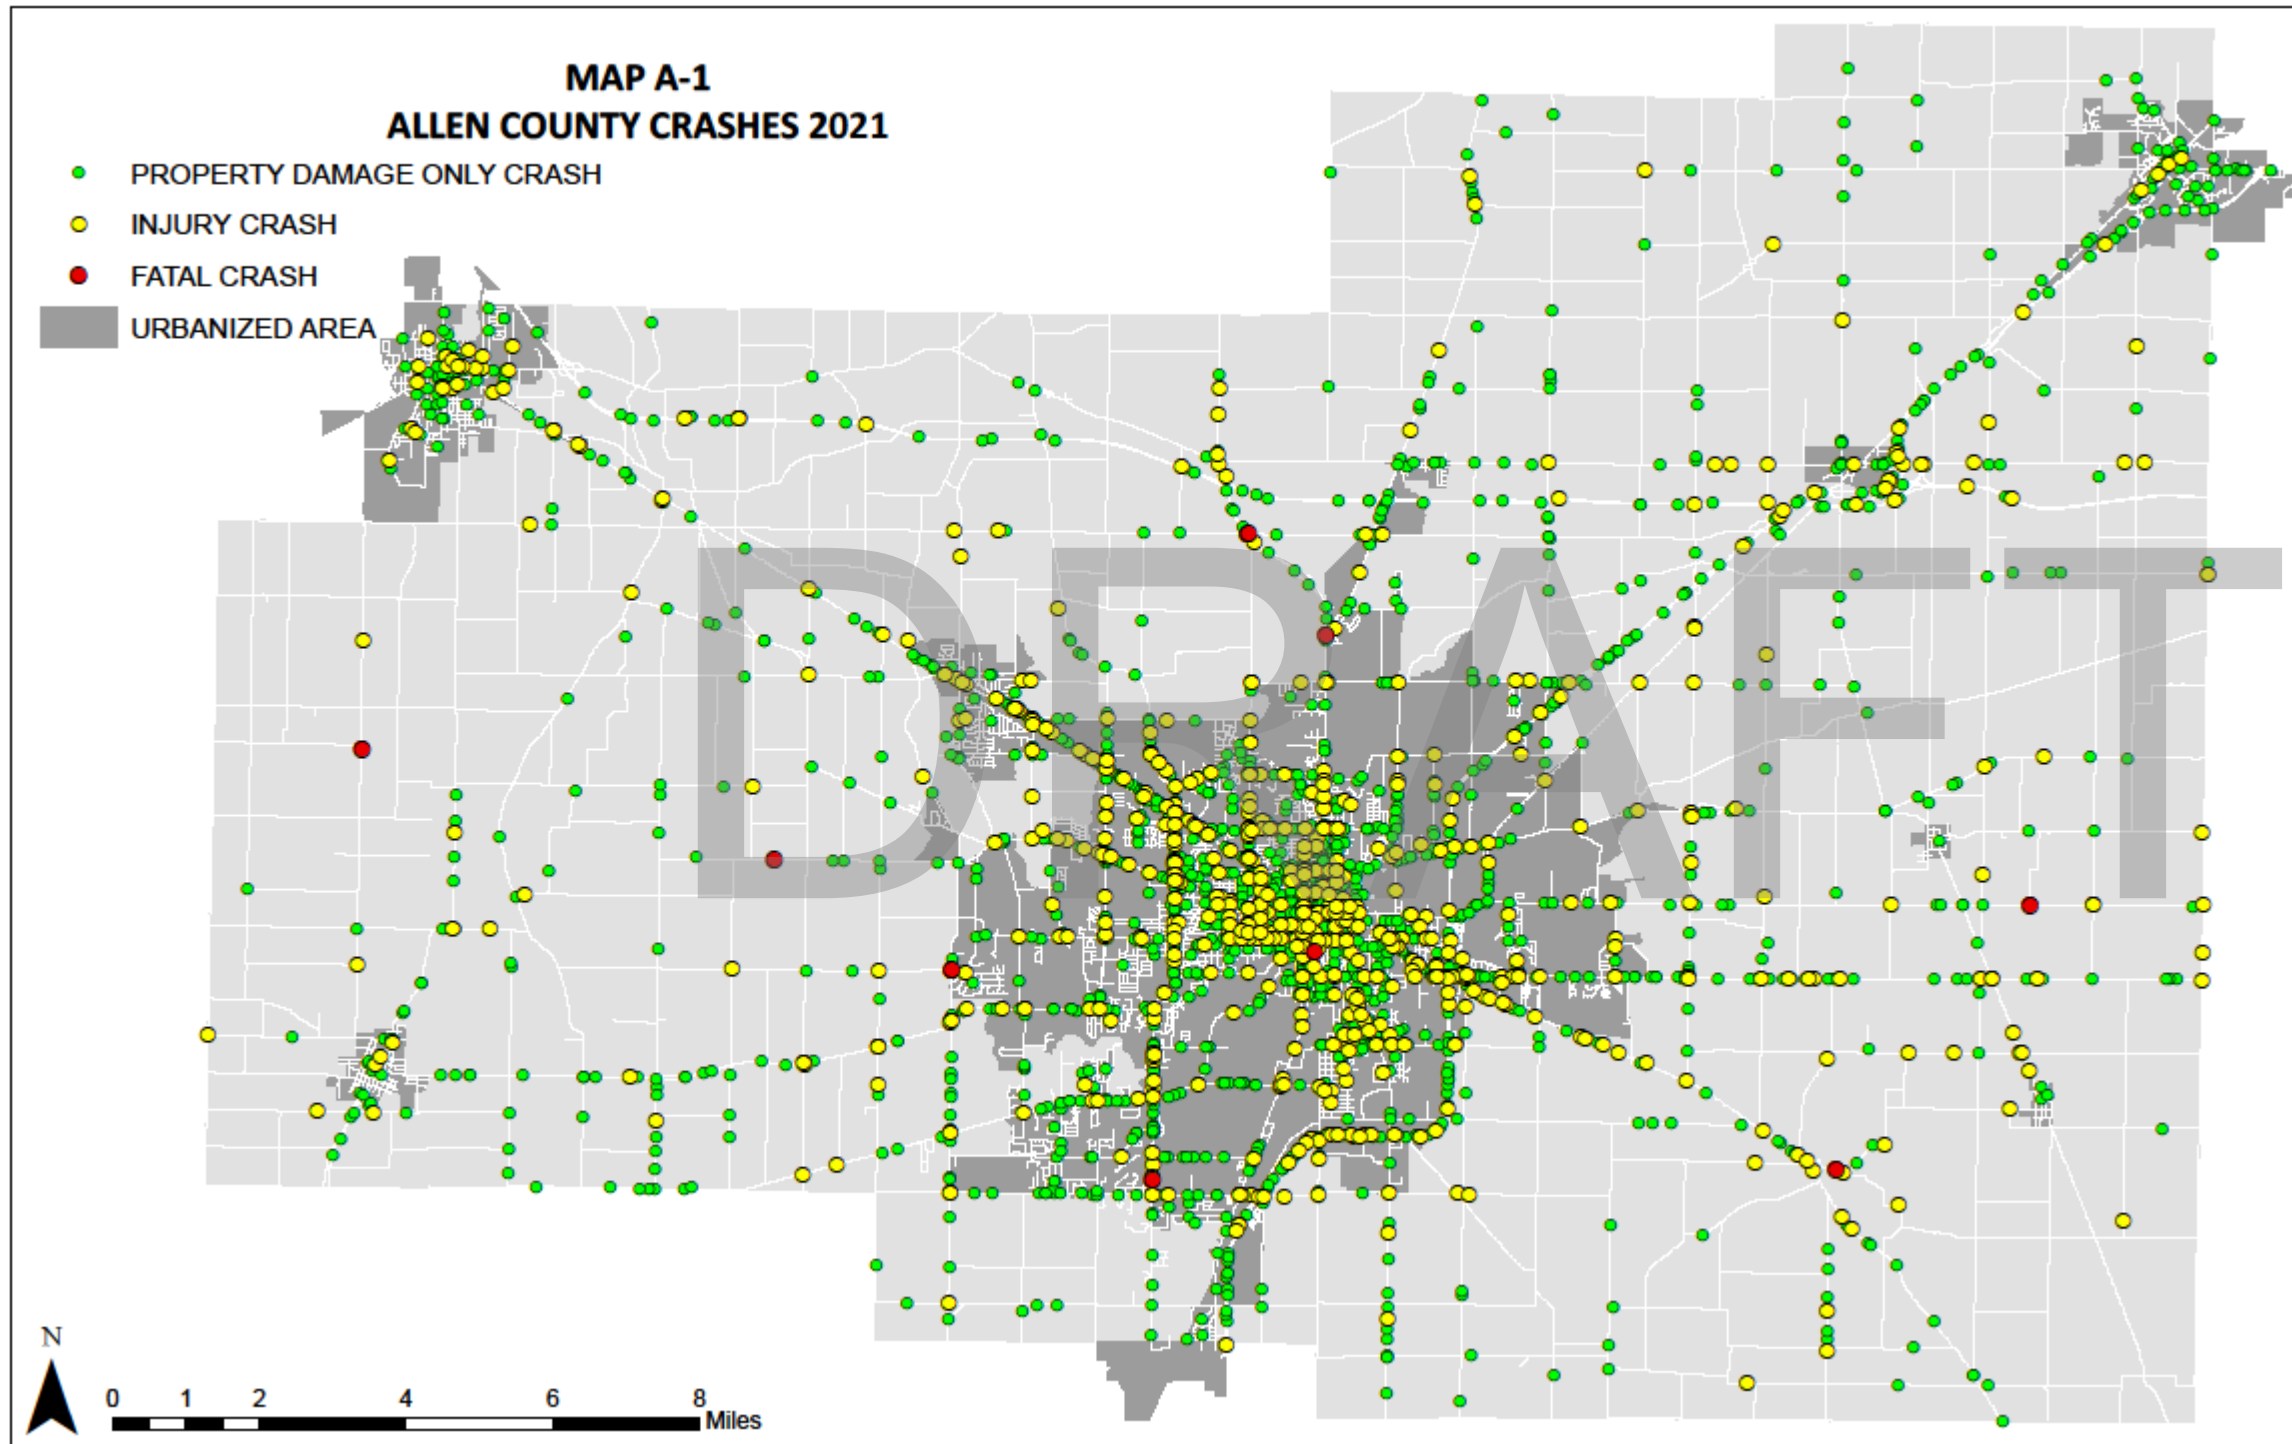 MAP A-1
ALLEN COUNTY CRASHES 2021
PROPERTY DAMAGE ONLY CRASH
INJURY CRASH
FATAL CRASH
URBANIZED AREA
DRAFT
N
0 1 2 4 6 8
Miles